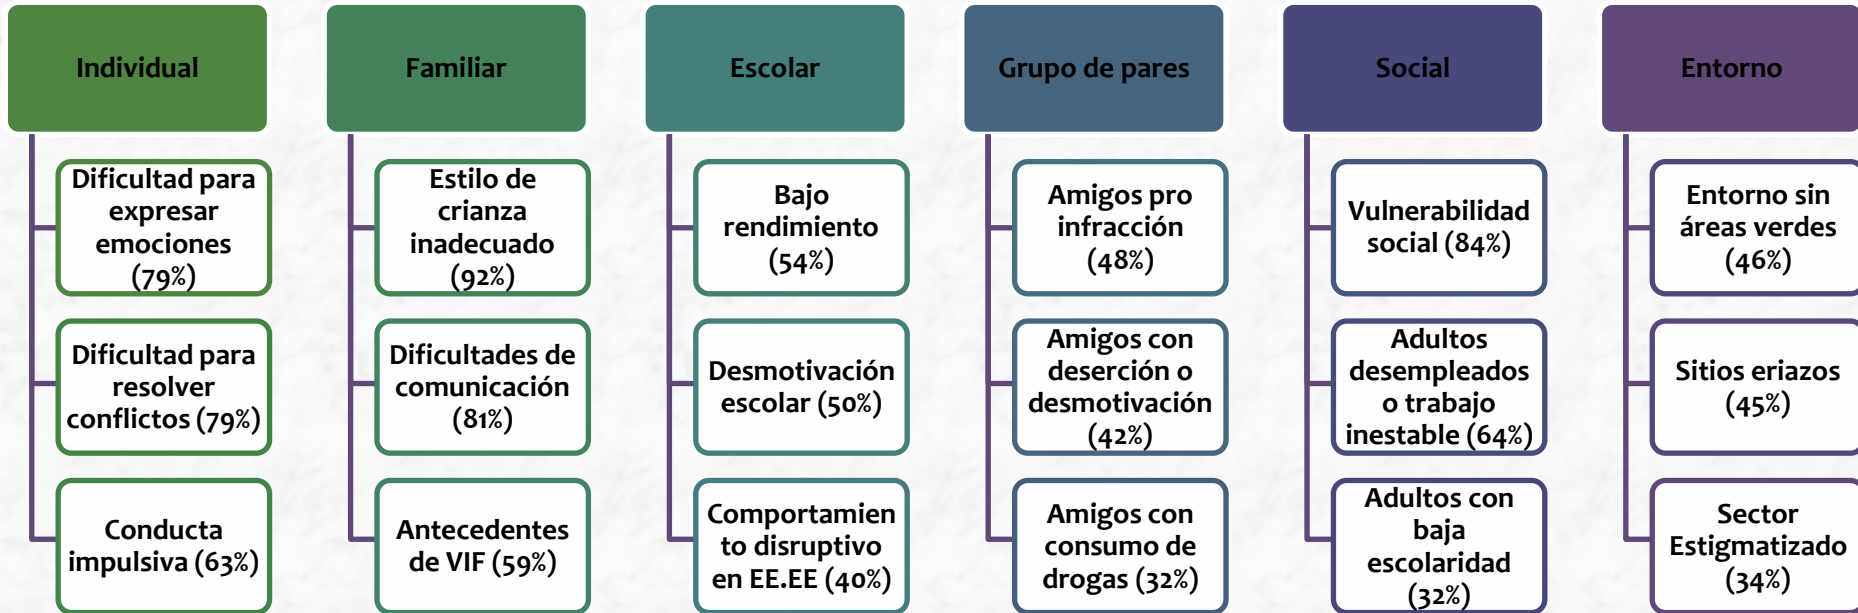 Individual
Dificultad para
expresar
emociones
(79%)
Dificultad para
resolver
conflictos (79%)
Conducta
impulsiva (63%)
Familiar
Estilo de
crianza
inadecuado
(92%)
Dificultades de
comunicación
(81%)
Antecedentes
de VIF (59%)
Escolar
Bajo
rendimiento
(54%)
Desmotivación
escolar (50%)
Comportamien
to disruptivo
en EE.EE (40%)
Grupo de pares
Amigos pro
infracción
(48%)
Amigos con
deserción o
desmotivación
(42%)
Amigos con
consumo de
drogas (32%)
Social
Vulnerabilidad
social (84%)
Adultos
desempleados
o trabajo
inestable (64%)
Adultos con
baja
escolaridad
(32%)
Entorno
Entorno sin
áreas verdes
(46%)
Sitios eriazos
(45%)
Sector
Estigmatizado
(34%)